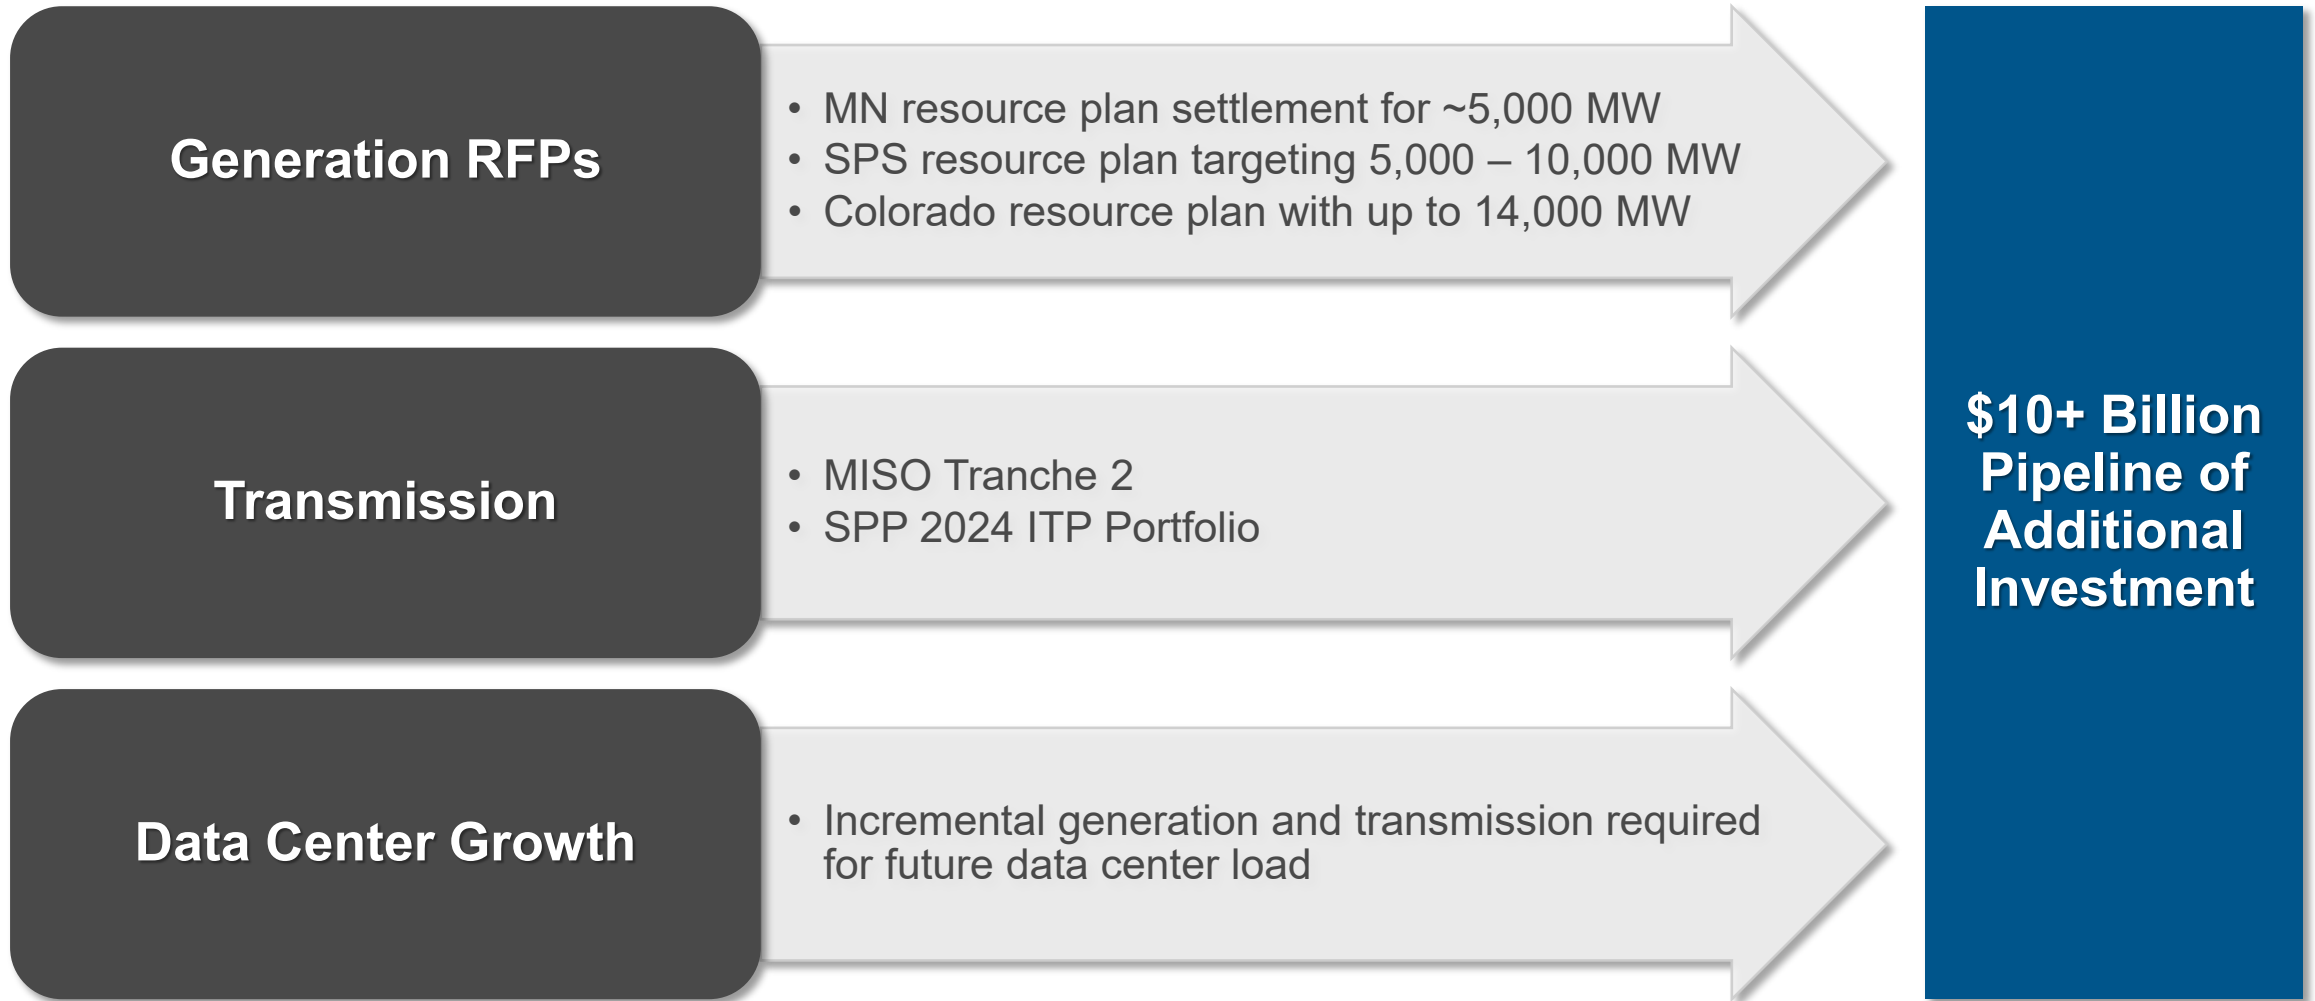 Generation RFPs
• MN resource plan settlement for ~5,000 MW
• SPS resource plan targeting 5,000 – 10,000 MW
• Colorado resource plan with up to 14,000 MW
Transmission
• MISO Tranche 2
• SPP 2024 ITP Portfolio
Data Center Growth
• Incremental generation and transmission required
for future data center load
$10+ Billion
Pipeline of
Additional
Investment